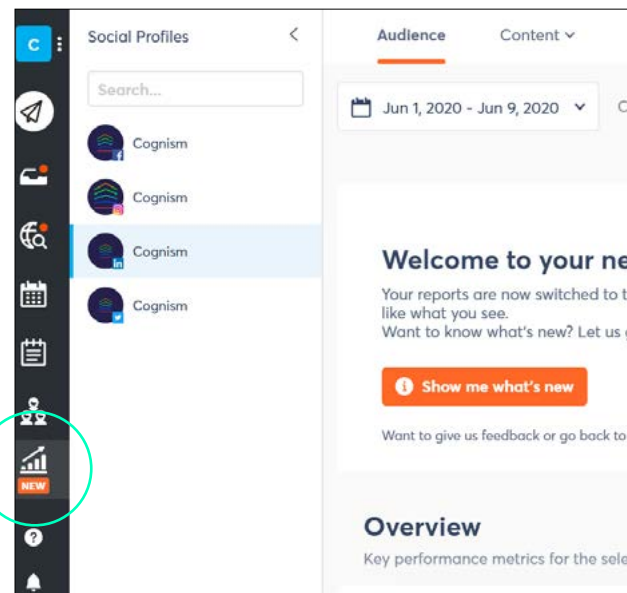 C
Social Profiles
Search...
Cognism
Cognism
Cognism
Cognism
NEW
Audience
Content
Jun 1, 2020 - Jun 9, 2020
Welcome to your
Your reports are now switched to
like what you see.
Want to know what's new? Let us
Show me what's new
Want to give us feedback or go back to
Overview
Key performance metrics for the